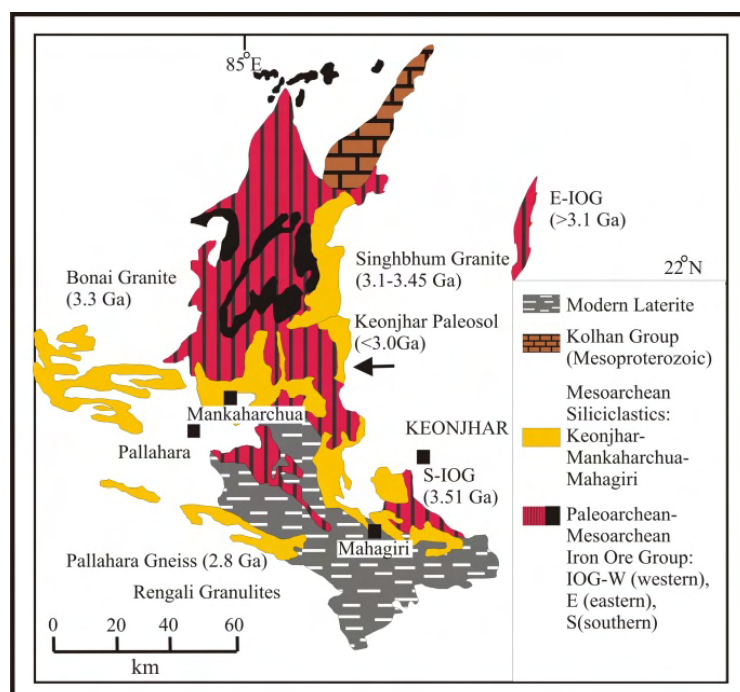 85°E
E-IOG
(>3.1 Ga)
Singhbhum Granite
(3.1-3.45 Ga)
22°N
Bonai Granite
(3.3 Ga)
Keonjhar Paleosol
(<3.0Ga)
Mankaharchua
Pallahara
KEONJHAR
S-IOG
(3.51 Ga)
Mahagiri
Pallahara Gneiss (2.8 Ga)
Rengali Granulites
0 20 40 60
km
Modern Laterite
Kolhan Group
(Mesoproterozoic)
Mesoarchean
Siliciclastics:
Keonjhar-
Mankaharchua-
Mahagiri
Paleoarchean-
Mesoarchean
Iron Ore Group:
IOG-W (western),
E (eastern),
S(southern)